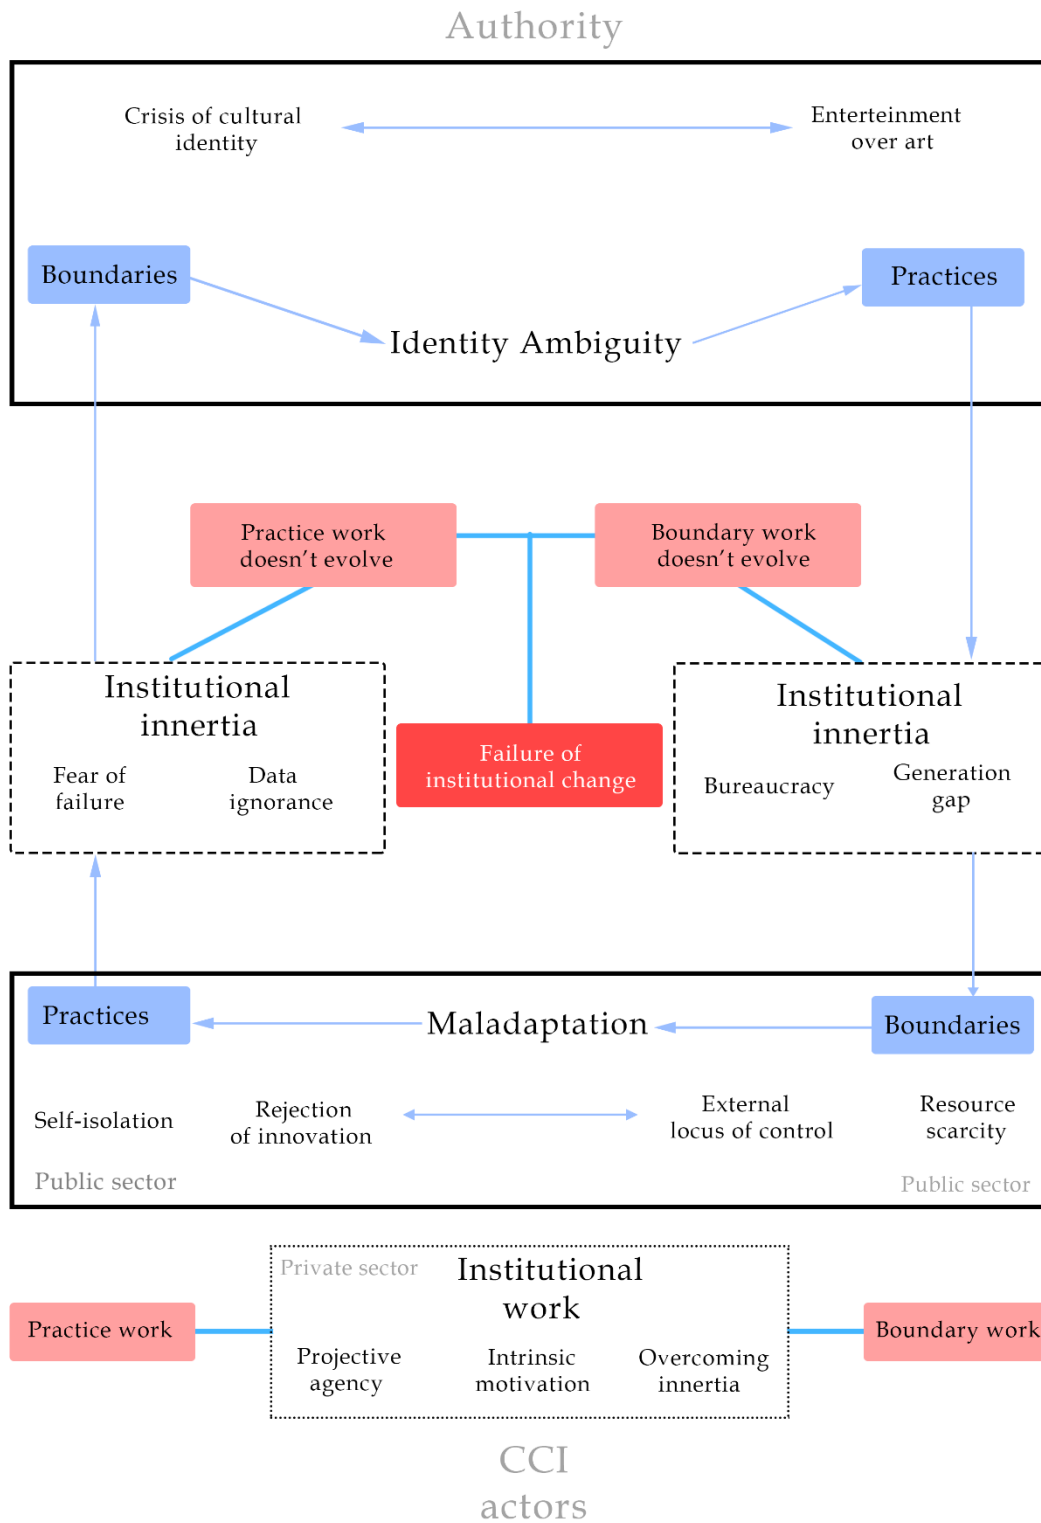 Authority
Crisis of cultural
identity
Enterteinment
over art
Boundaries
Practices
Identity Ambiguity
Practice work
doesn't evolve
Boundary work
doesn't evolve
Institutional
innertia
Fear of
failure
Data
ignorance
Failure of
institutional change
Institutional
innertia
Bureaucracy
Generation
gap
Practices
Maladaptation
Boundaries
Self-isolation
Rejection
of innovation
External
locus of control
Resource
scarcity
Public sector
Public sector
Private sector
Institutional
work
Practice work
Projective
agency
Intrinsic
motivation
Overcoming
innertia
Boundary work
CCI
actors